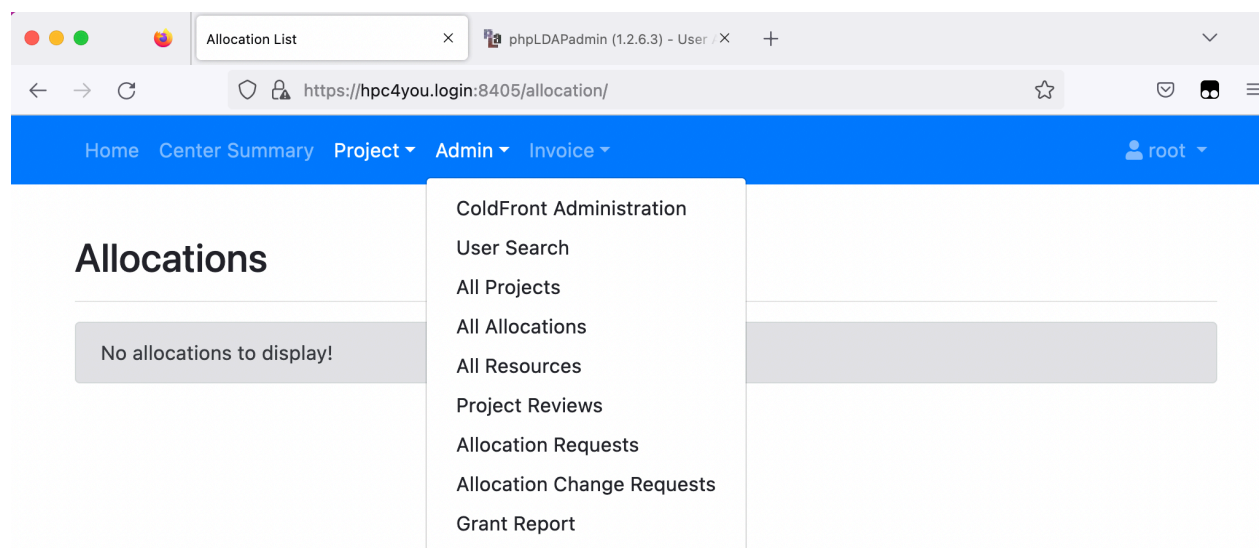 Allocation List
phpLDAPadmin (1.2.6.3) - User
https://hpc4you.login:8405/allocation/
Home Center Summary Project Admin Invoice root
ColdFront Administration
User Search
All Projects
All Allocations
All Resources
Project Reviews
Allocation Requests
Allocation Change Requests
Grant Report
Allocations
No allocations to display!